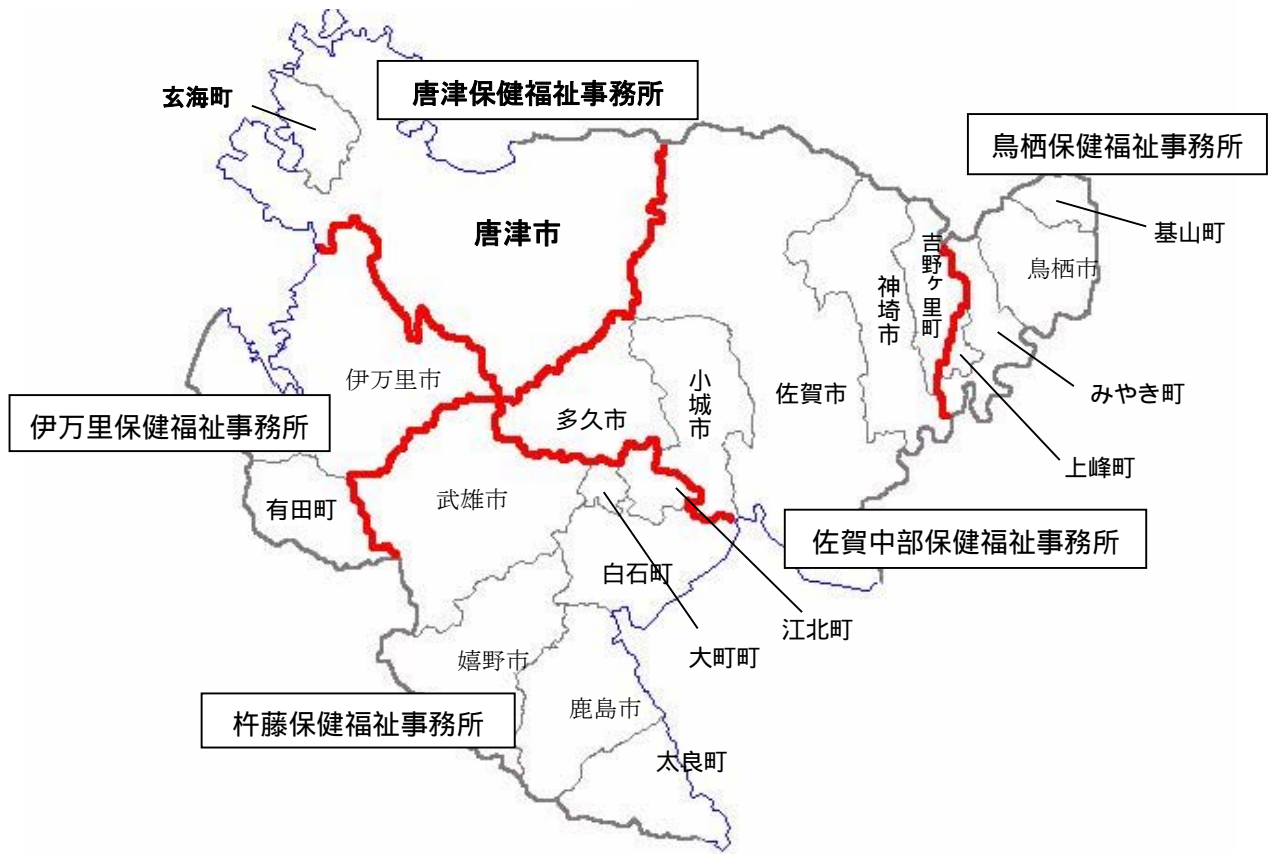 唐津保健福祉事務所
玄海町
鳥栖保健福祉事務所
基山町
唐津市
吉野ヶ里町
鳥栖市
神埼市
伊万里市
小城市
佐賀市
みやき町
多久市
伊万里保健福祉事務所
上峰町
有田町
武雄市
佐賀中部保健福祉事務所
白石町
江北町
大町町
嬉野市
鹿島市
杵藤保健福祉事務所
太良町